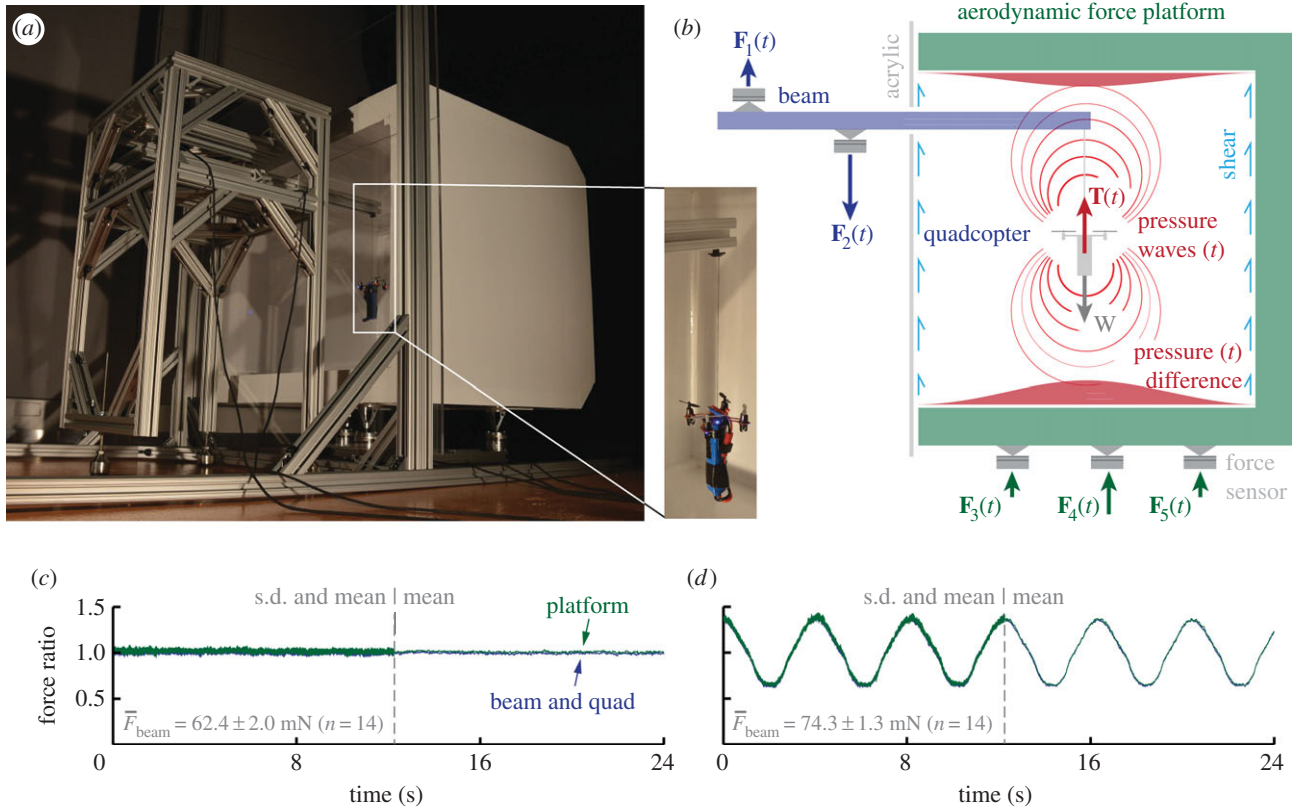 (a)
(b)
aerodynamic force platform
F1(t)
acrylic
beam
shear
T(t)
F2(t)
quadcopter
pressure
waves (t)
W
pressure (t)
difference
force
sensor
F3(t)
F4(t)
F5(t)
(c)
s.d. and mean
mean
1.5
platform
force ratio
1.0
0.5
beam and quad
F̅beam = 62.4 ± 2.0 mN (n = 14)
0
8
16
24
time (s)
(d)
s.d. and mean
mean
F̅beam = 74.3 ± 1.3 mN (n = 14)
0
8
16
24
time (s)